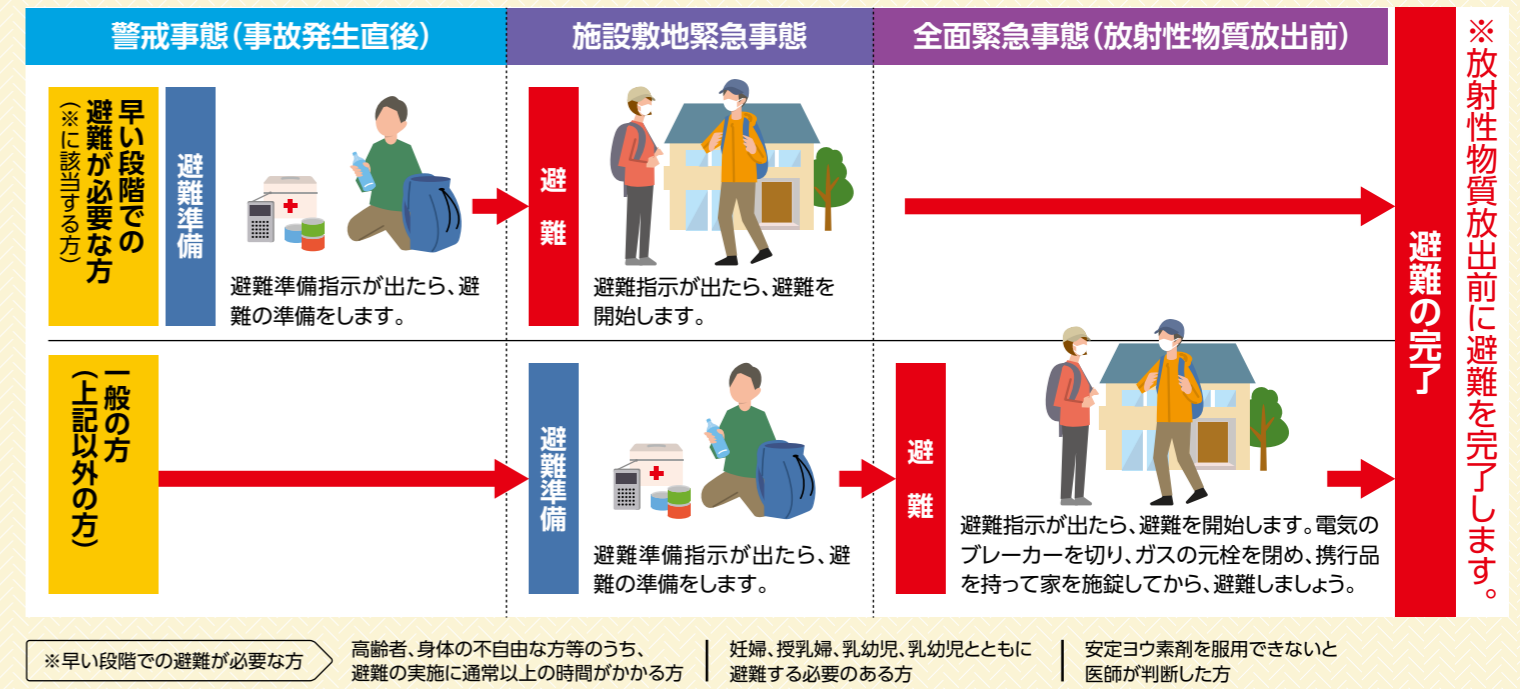 警戒事態(事故発生直後)
施設敷地緊急事態
全面緊急事態(放射性物質放出前)
早い段階での
避難が必要な方
(※に該当する方)
避難準備
避難準備指示が出たら、避
難の準備をします。
避難
避難指示が出たら、避難を
開始します。
一般の方
(上記以外の方)
避難準備
避難準備指示が出たら、避
難の準備をします。
避難
避難指示が出たら、避難を開始します。電気の
ブレーカーを切り、ガスの元栓を閉め、携行品
を持って家を施錠してから、避難しましょう。
避難の完了
※放射性物質放出前に避難を完了します。
※早い段階での避難が必要な方
高齢者、身体の不自由な方等のうち、
避難の実施に通常以上の時間がかかる方
妊婦、授乳婦、乳幼児、乳幼児とともに
避難する必要のある方
安定ヨウ素剤を服用できないと
医師が判断した方